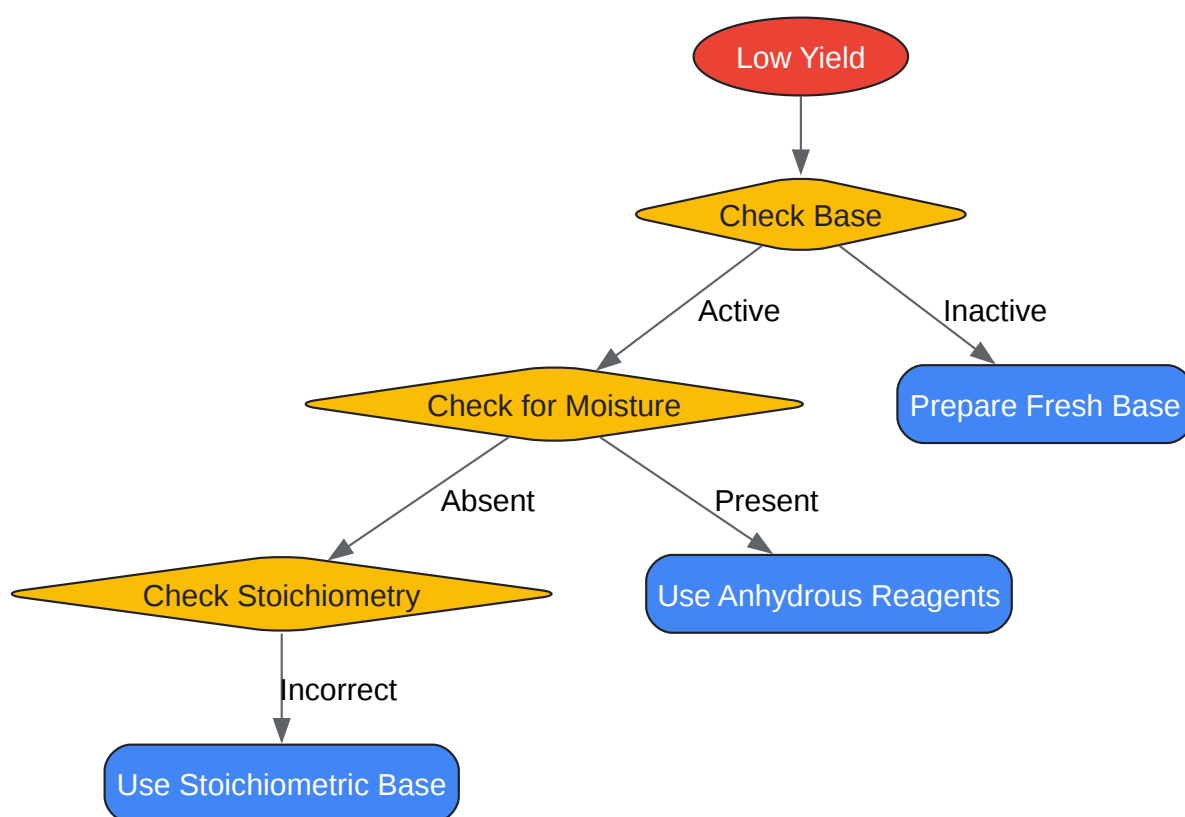 Low Yield
Check Base
Active
Inactive
Check for Moisture
Prepare Fresh Base
Absent
Present
Check Stoichiometry
Use Anhydrous Reagents
Incorrect
Use Stoichiometric Base